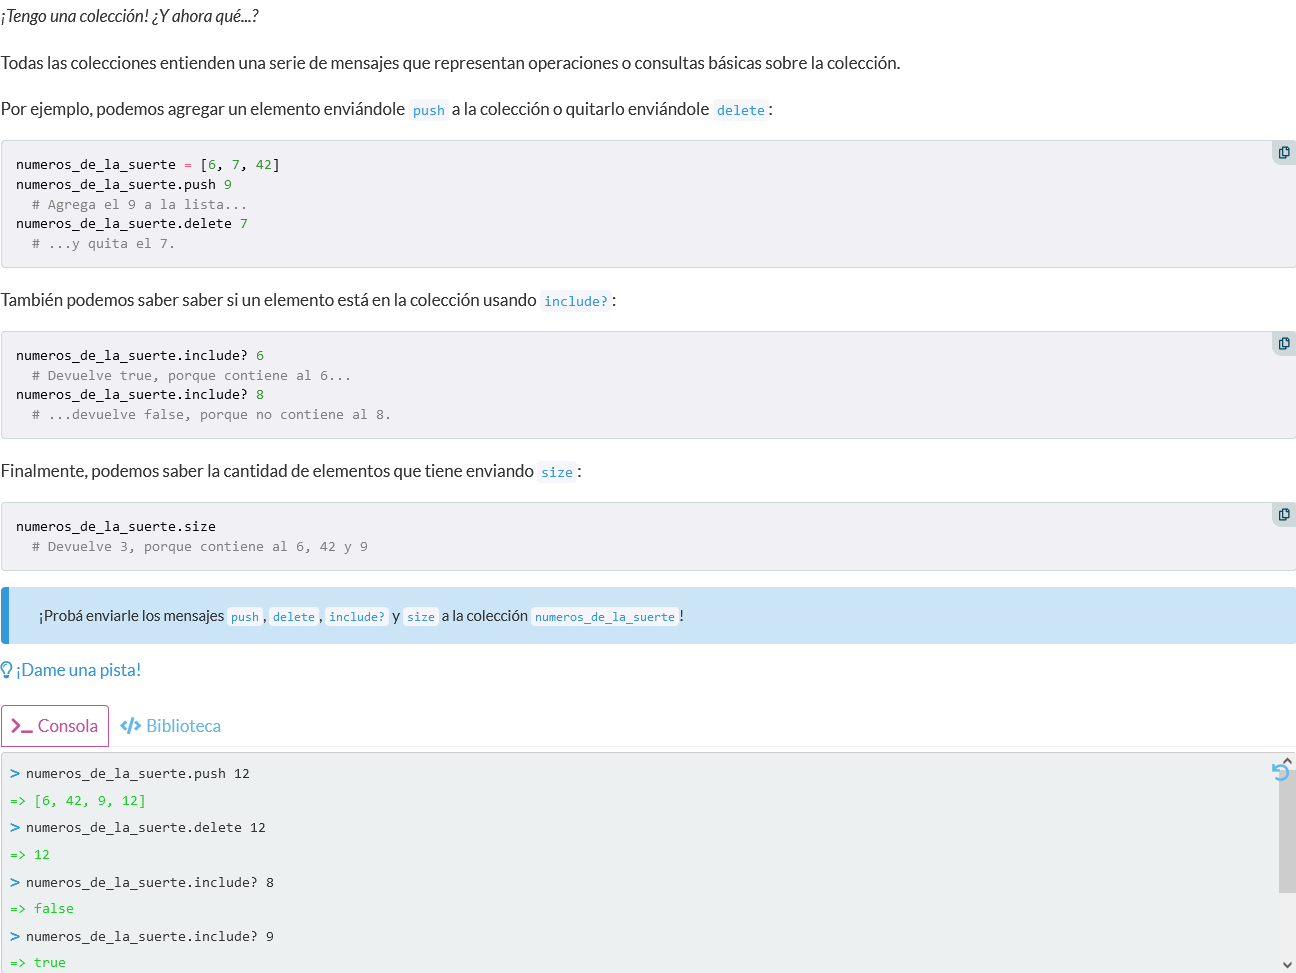 ¡Tengo una colección! ¿Y ahora qué...?
Todas las colecciones entienden una serie de mensajes que representan operaciones o consultas básicas sobre la colección.
Por ejemplo, podemos agregar un elemento enviándole push a la colección o quitarlo enviándole delete:
numeros_de_la_suerte = [6, 7, 42]
numeros_de_la_suerte.push 9
# Agrega el 9 a la lista...
numeros_de_la_suerte.delete 7
# ...y quita el 7.
También podemos saber saber si un elemento está en la colección usando include?:
numeros_de_la_suerte.include? 6
# Devuelve true, porque contiene al 6...
numeros_de_la_suerte.include? 8
# ...devuelve false, porque no contiene al 8.
Finalmente, podemos saber la cantidad de elementos que tiene enviando size:
numeros_de_la_suerte.size
# Devuelve 3, porque contiene al 6, 42 y 9
¡Probá enviarle los mensajes push, delete, include? y size a la colección numeros_de_la_suerte!
¡Dame una pista!
>_ Consola </> Biblioteca
> numeros_de_la_suerte.push 12
=> [6, 42, 9, 12]
> numeros_de_la_suerte.delete 12
=> 12
> numeros_de_la_suerte.include? 8
=> false
> numeros_de_la_suerte.include? 9
=> true